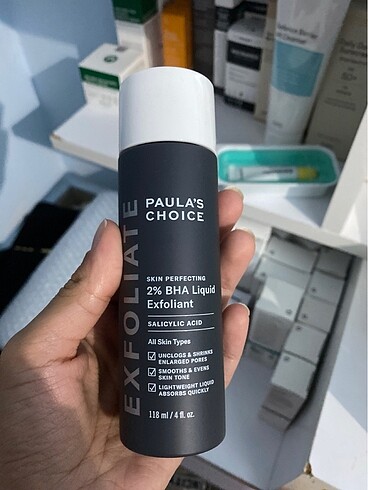 EXFOLIATE
PAULA'S
CHOICE
SKIN PERFECTING
2% BHA Liquid
Exfoliant
SALICYLIC ACID
All Skin Types
UNCLOGS & SHRINKS
ENLARGED PORES
SMOOTHS & EVENS
SKIN TONE
LIGHTWEIGHT LIQUID
ABSORBS QUICKLY
118 ml / 4 fl. oz.